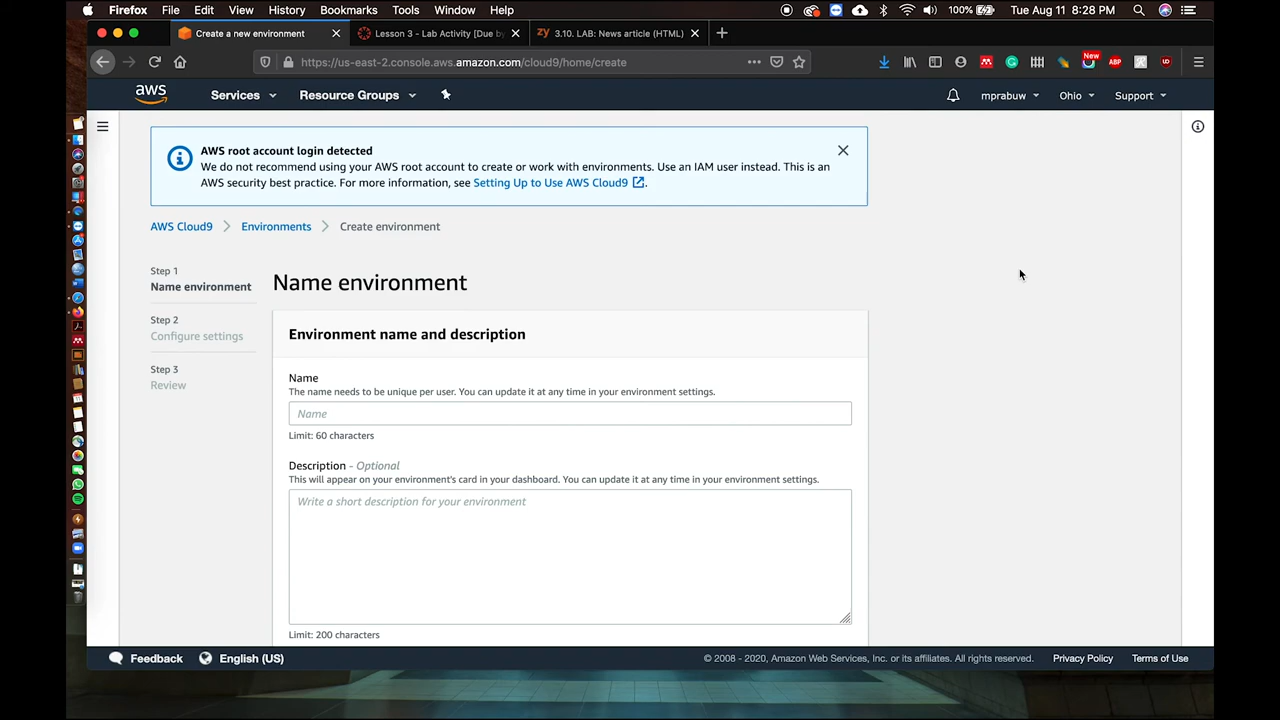 Firefox File Edit View History Bookmarks Tools Window Help 100% Tue Aug 11 8:28 PM
Create a new environment Lesson 3 - Lab Activity [Due by zy 3.10. LAB: News article (HTML)
https://us-east-2.console.aws.amazon.com/cloud9/home/create New ABP
aws Services Resource Groups mprabuw Ohio Support
AWS root account login detected
We do not recommend using your AWS root account to create or work with environments. Use an IAM user instead. This is an
AWS security best practice. For more information, see Setting Up to Use AWS Cloud9.
AWS Cloud9 Environments Create environment
Step 1
Name environment
Step 2
Configure settings
Step 3
Review
Name environment
Environment name and description
Name
The name needs to be unique per user. You can update it at any time in your environment settings.
Name
Limit: 60 characters
Description - Optional
This will appear on your environment's card in your dashboard. You can update it at any time in your environment settings.
Write a short description for your environment
Limit: 200 characters
Feedback English (US) © 2008 - 2020, Amazon Web Services, Inc. or its affiliates. All rights reserved. Privacy Policy Terms of Use